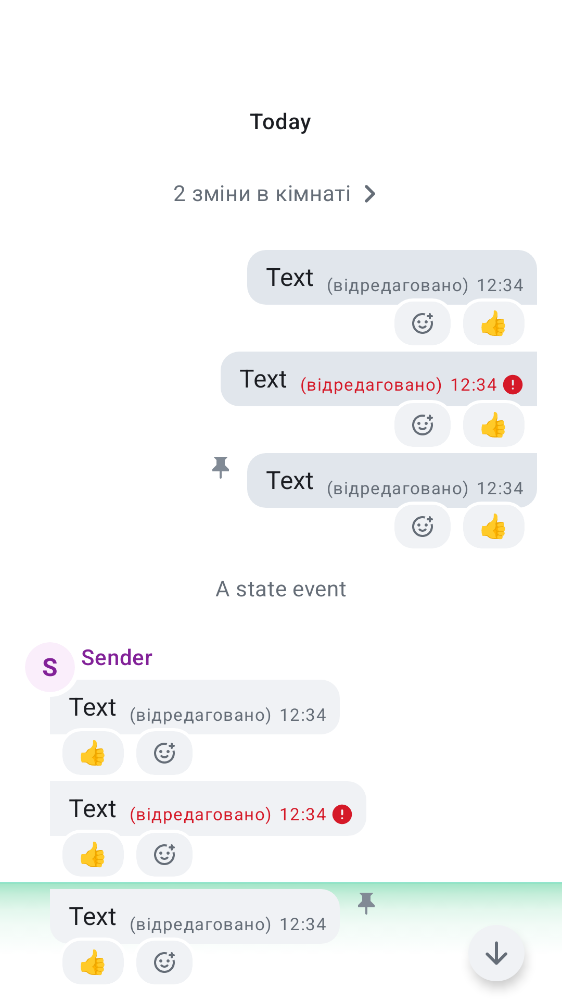 Today
2 зміни в кімнаті
Text (відредаговано) 12:34
👍
Text (відредаговано) 12:34
👍
Text (відредаговано) 12:34
👍
A state event
S Sender
Text (відредаговано) 12:34
👍
Text (відредаговано) 12:34
👍
Text (відредаговано) 12:34
👍